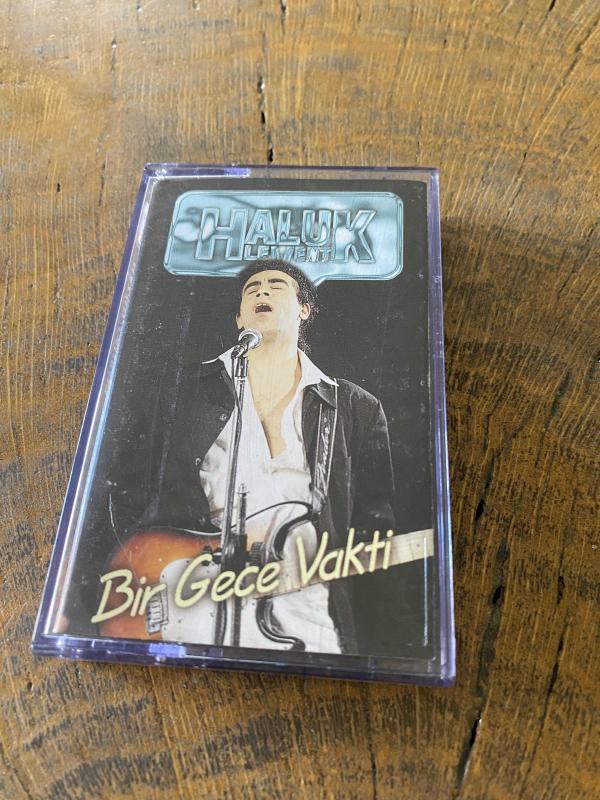 HALUK
LEVENT
Bir Gece Vakti